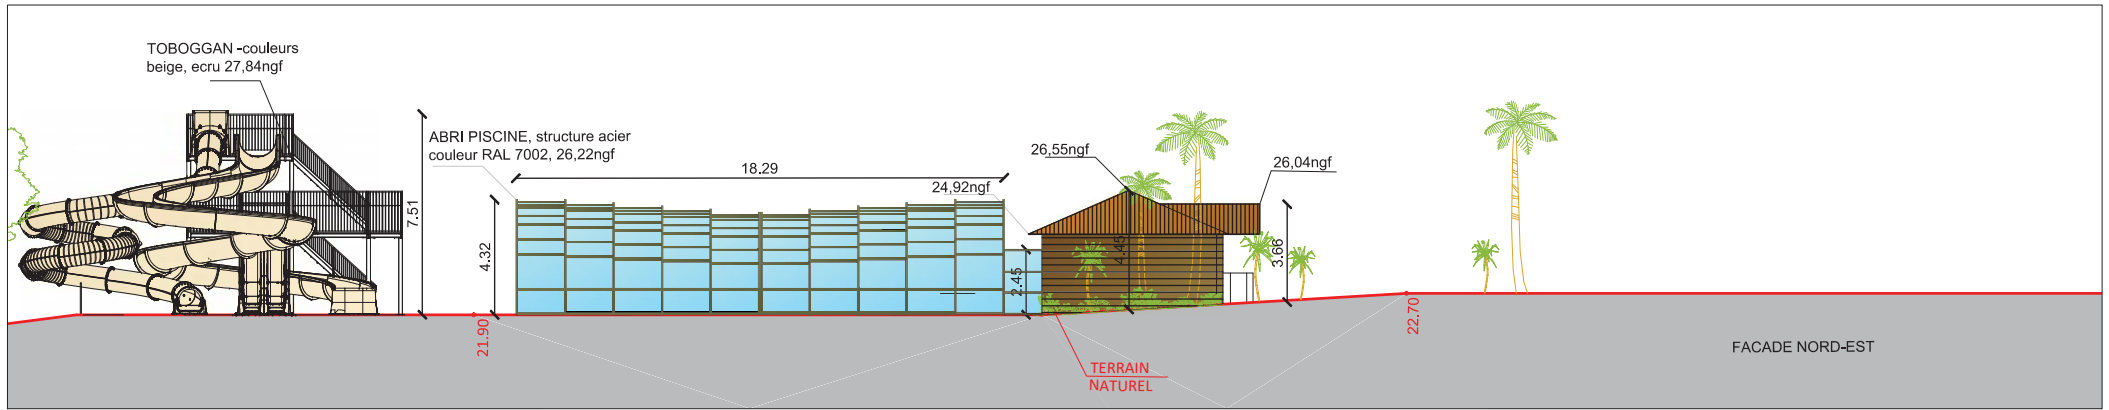 TOBOGGAN -couleurs
beige, ecru 27,84ngf
7.51
ABRI PISCINE, structure acier
couleur RAL 7002, 26,22ngf
4.32
18.29
24,92ngf
2.45
26,55ngf
4.45
26,04ngf
3.66
21.90
22.70
TERRAIN
NATUREL
FACADE NORD-EST